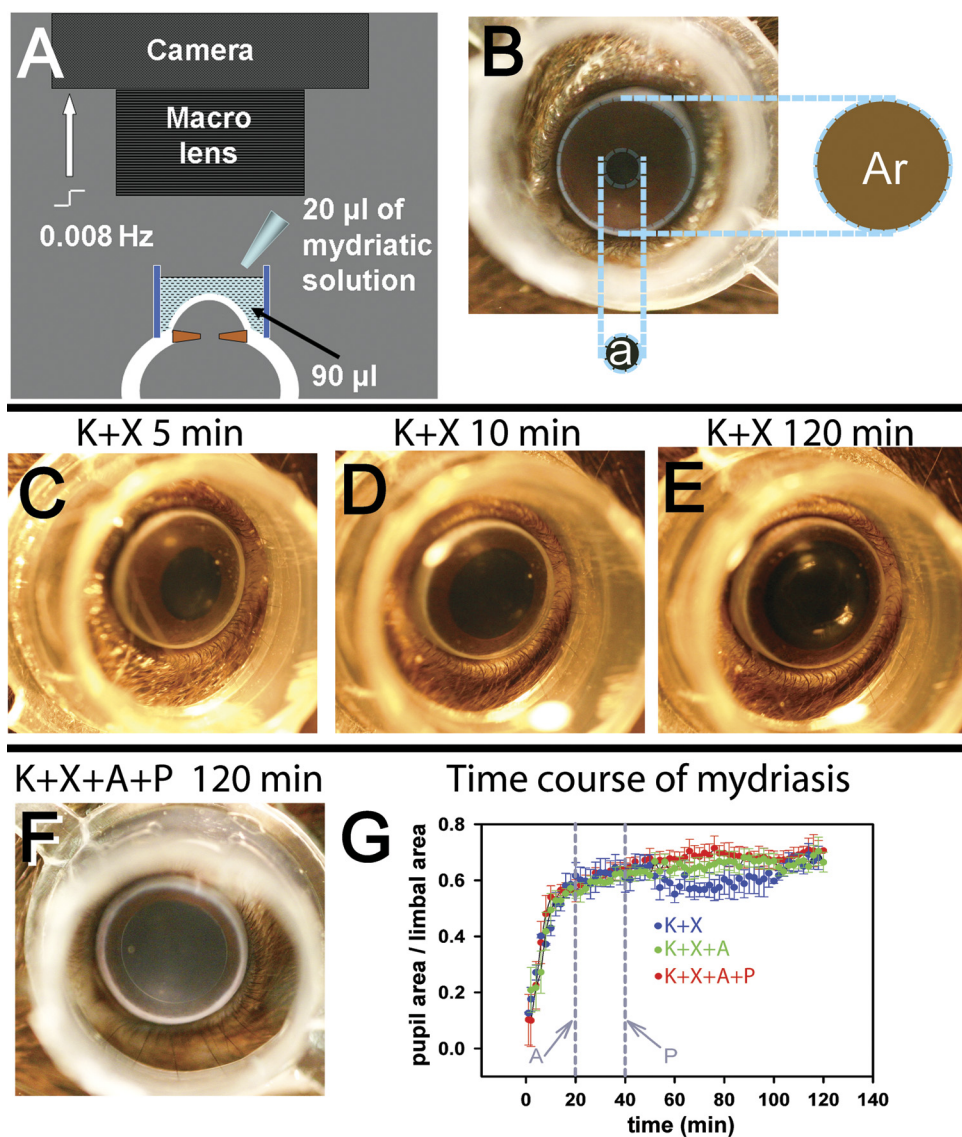 A
Camera
Macro
lens
0.008 Hz
20 µl of
mydriatic
solution
90 µl
B
Ar
a
K+X 5 min
K+X 10 min
K+X 120 min
C
D
E
K+X+A+P 120 min
Time course of mydriasis
F
G
pupil area / limbal area
0.8
0.6
0.4
0.2
0.0
K+X
K+X+A
K+X+A+P
A
P
0
20
40
60
80
100
120
140
time (min)